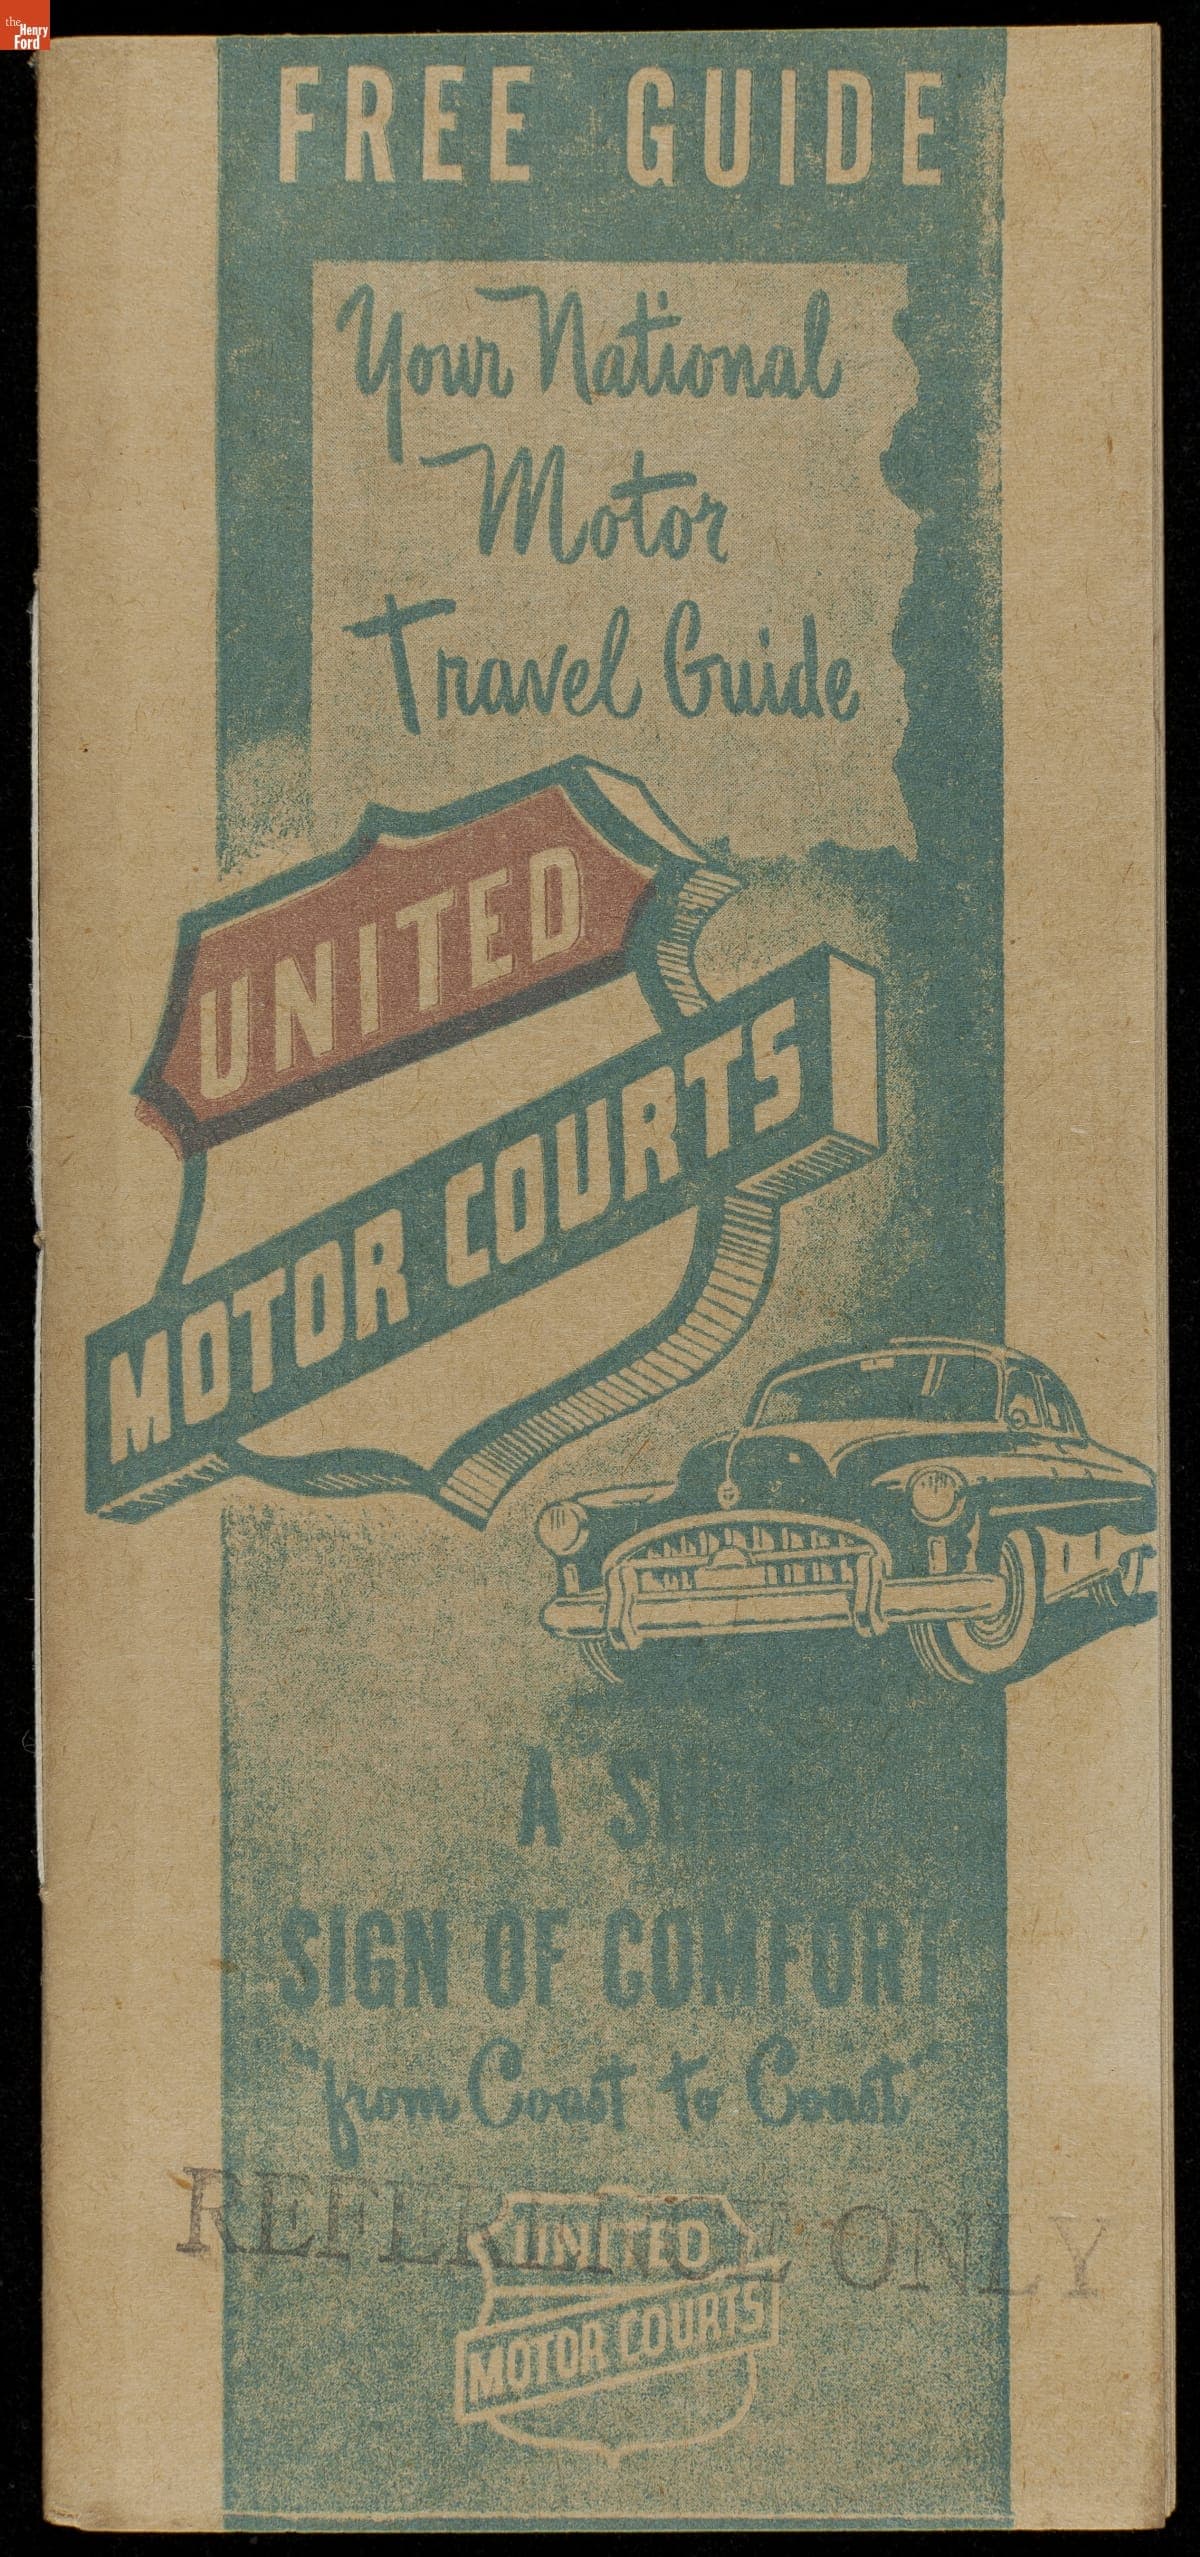 the
Henry
Ford
FREE GUIDE
Your National
Motor
Travel Guide
UNITED
MOTOR COURTS
A
SIGN OF COMFORT
"from Coast to Coast"
REFERENCE ONLY
UNITED
MOTOR COURTS